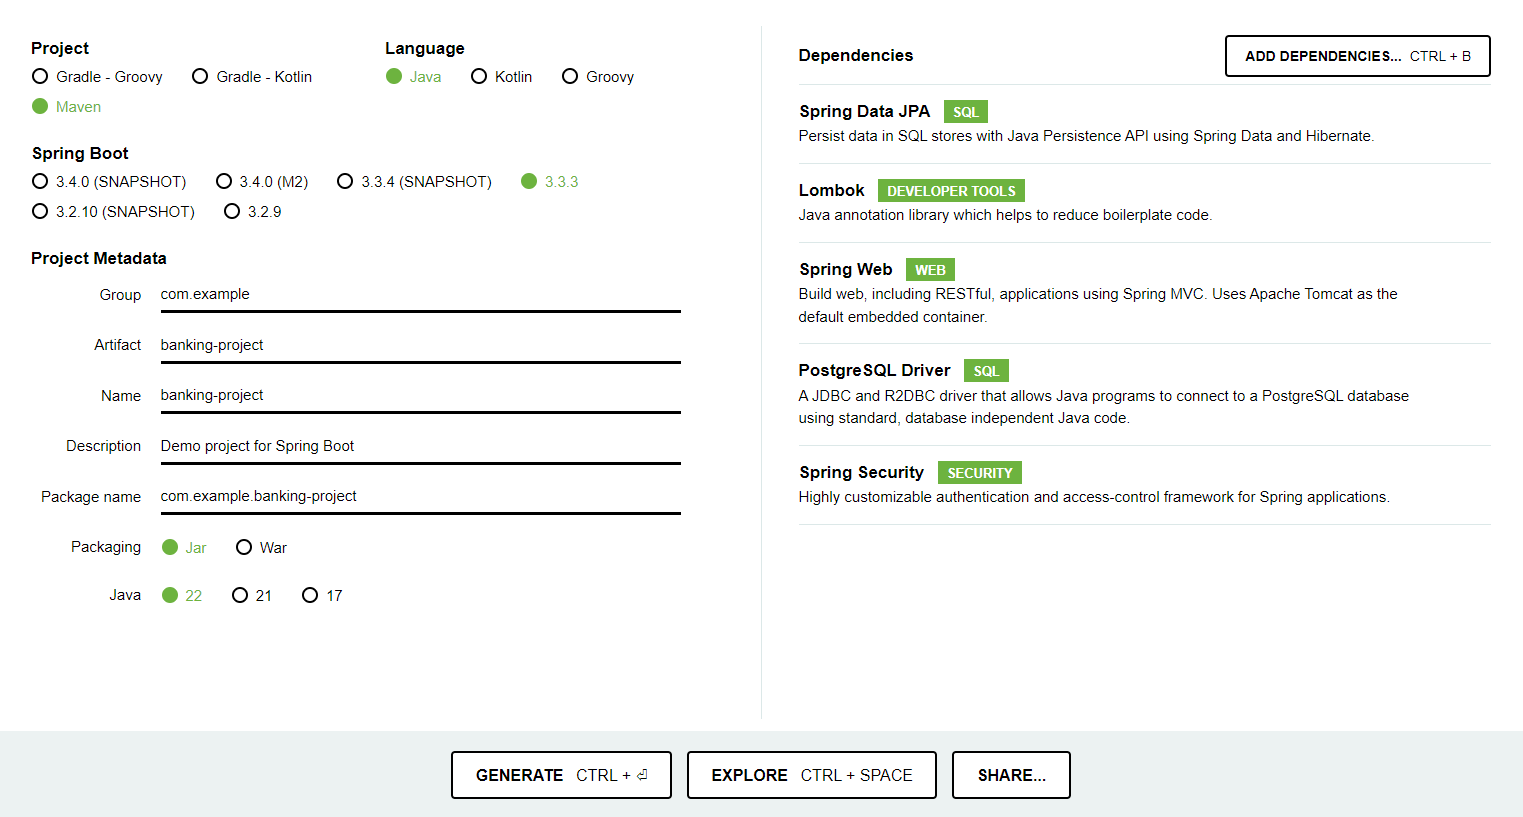 Project
Gradle - Groovy Gradle - Kotlin
Maven
Language
Java Kotlin Groovy
Spring Boot
3.4.0 (SNAPSHOT) 3.4.0 (M2) 3.3.4 (SNAPSHOT) 3.3.3
3.2.10 (SNAPSHOT) 3.2.9
Project Metadata
Group com.example
Artifact banking-project
Name banking-project
Description Demo project for Spring Boot
Package name com.example.banking-project
Packaging Jar War
Java 22 21 17
Dependencies ADD DEPENDENCIES... CTRL + B
Spring Data JPA SQL
Persist data in SQL stores with Java Persistence API using Spring Data and Hibernate.
Lombok DEVELOPER TOOLS
Java annotation library which helps to reduce boilerplate code.
Spring Web WEB
Build web, including RESTful, applications using Spring MVC. Uses Apache Tomcat as the
default embedded container.
PostgreSQL Driver SQL
A JDBC and R2DBC driver that allows Java programs to connect to a PostgreSQL database
using standard, database independent Java code.
Spring Security SECURITY
Highly customizable authentication and access-control framework for Spring applications.
GENERATE CTRL + ⏎ EXPLORE CTRL + SPACE SHARE...